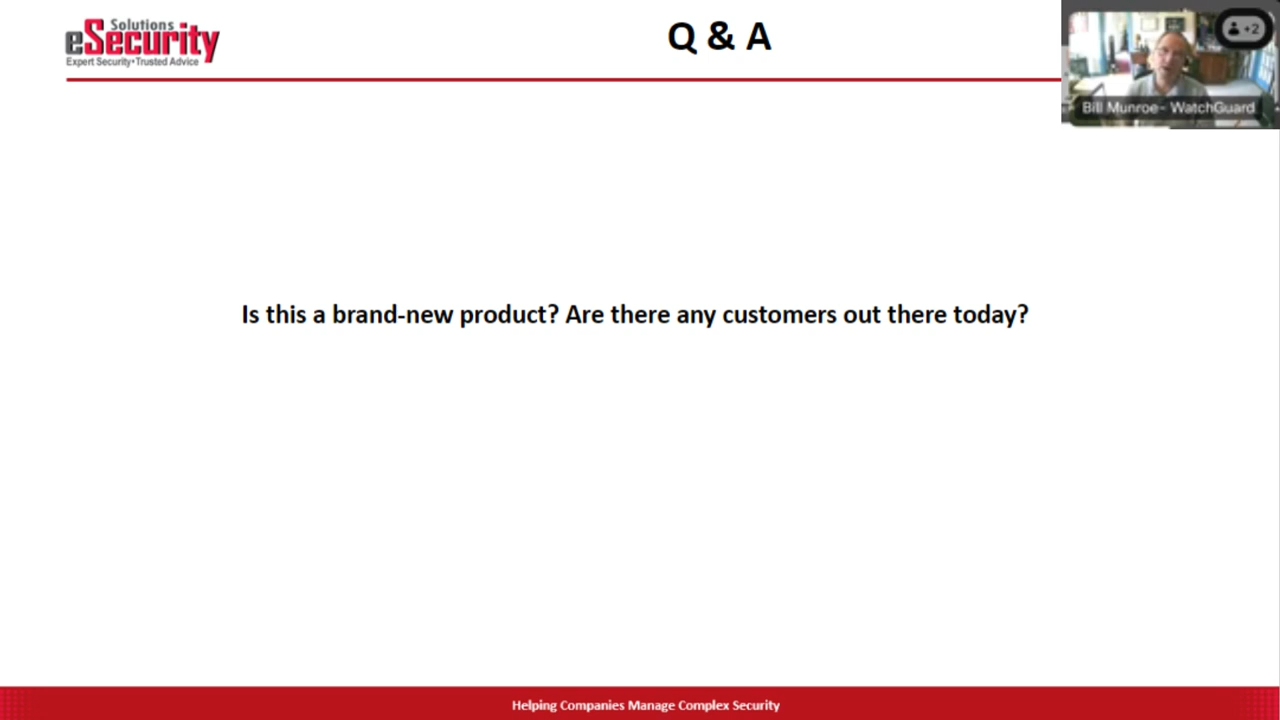 Solutions
eSecurity
Expert Security•Trusted Advice
Q & A
+2
Bill Munroe- WatchGuard
Is this a brand-new product? Are there any customers out there today?
Helping Companies Manage Complex Security